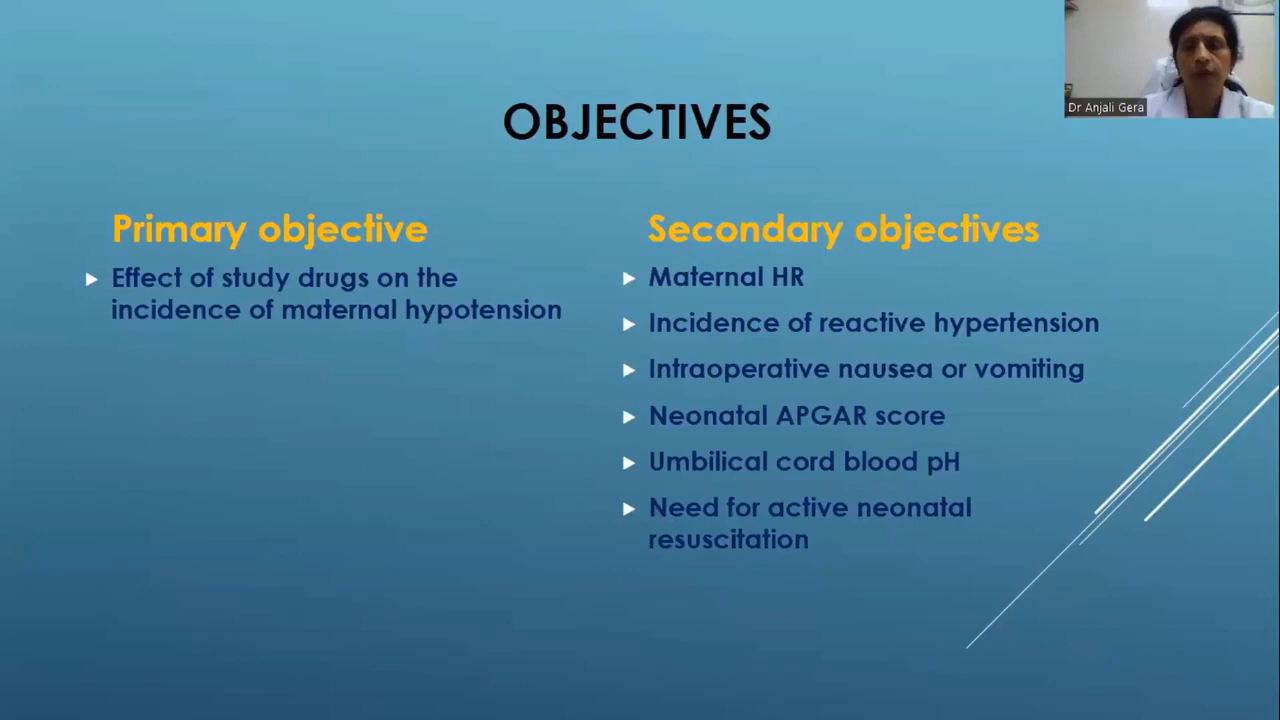 Dr Anjali Gera
OBJECTIVES
Primary objective
Effect of study drugs on the
incidence of maternal hypotension
Secondary objectives
Maternal HR
Incidence of reactive hypertension
Intraoperative nausea or vomiting
Neonatal APGAR score
Umbilical cord blood pH
Need for active neonatal
resuscitation